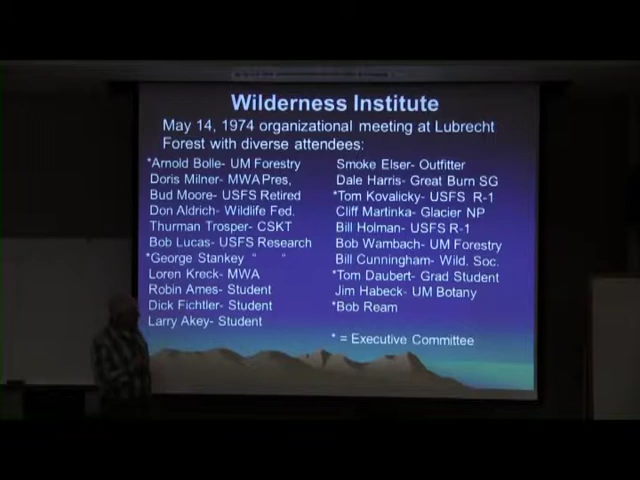 Wilderness Institute
May 14, 1974 organizational meeting at Lubrecht
Forest with diverse attendees:
*Arnold Bolle- UM Forestry
Doris Milner- MWA Pres,
Bud Moore- USFS Retired
Don Aldrich- Wildlife Fed.
Thurman Trosper- CSKT
Bob Lucas- USFS Research
*George Stankey " "
Loren Kreck- MWA
Robin Ames- Student
Dick Fichtler- Student
Larry Akey- Student
Smoke Elser- Outfitter
Dale Harris- Great Burn SG
*Tom Kovalicky- USFS R-1
Cliff Martinka- Glacier NP
Bill Holman- USFS R-1
Bob Wambach- UM Forestry
Bill Cunningham- Wild. Soc.
*Tom Daubert- Grad Student
Jim Habeck- UM Botany
*Bob Ream
* = Executive Committee